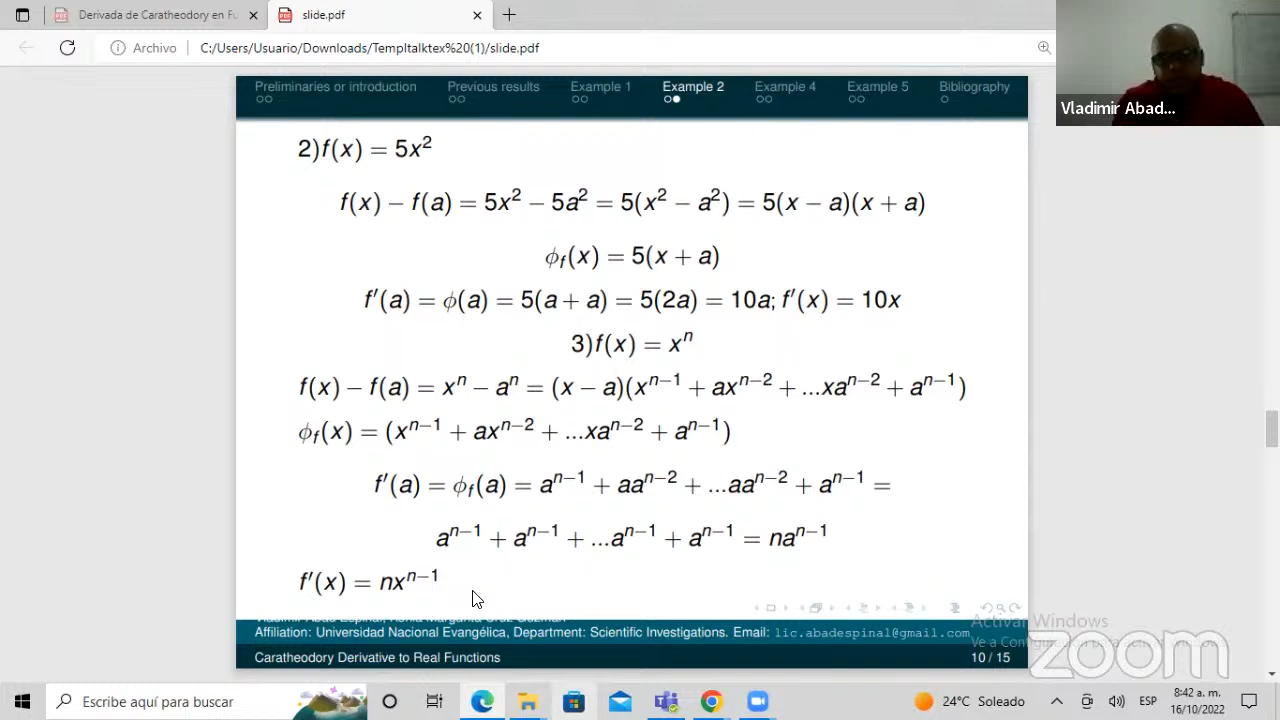 Derivada de Caratheodory en Fu
slide.pdf
Archivo
C:/Users/Usuario/Downloads/Templtalktex%20(1)/slide.pdf
Vladimir Abad...
Preliminaries or introduction Previous results Example 1 Example 2 Example 4 Example 5 Bibliography
2)f(x) = 5x²
f(x) − f(a) = 5x² − 5a² = 5(x² − a²) = 5(x − a)(x + a)
ϕ_f(x) = 5(x + a)
f′(a) = ϕ(a) = 5(a + a) = 5(2a) = 10a; f′(x) = 10x
3)f(x) = xⁿ
f(x) − f(a) = xⁿ − aⁿ = (x − a)(xⁿ⁻¹ + axⁿ⁻² + ...xaⁿ⁻² + aⁿ⁻¹)
ϕ_f(x) = (xⁿ⁻¹ + axⁿ⁻² + ...xaⁿ⁻² + aⁿ⁻¹)
f′(a) = ϕ_f(a) = aⁿ⁻¹ + aaⁿ⁻² + ...aaⁿ⁻² + aⁿ⁻¹ =
aⁿ⁻¹ + aⁿ⁻¹ + ...aⁿ⁻¹ + aⁿ⁻¹ = naⁿ⁻¹
f′(x) = nxⁿ⁻¹
Affiliation: Universidad Nacional Evangélica, Department: Scientific Investigations. Email: lic.abadespinal@gmail.com
Caratheodory Derivative to Real Functions 10 / 15
Activar Windows
Ve a
zoom
Escribe aquí para buscar
24°C Soleado
ESP
8:42 a. m.
16/10/2022